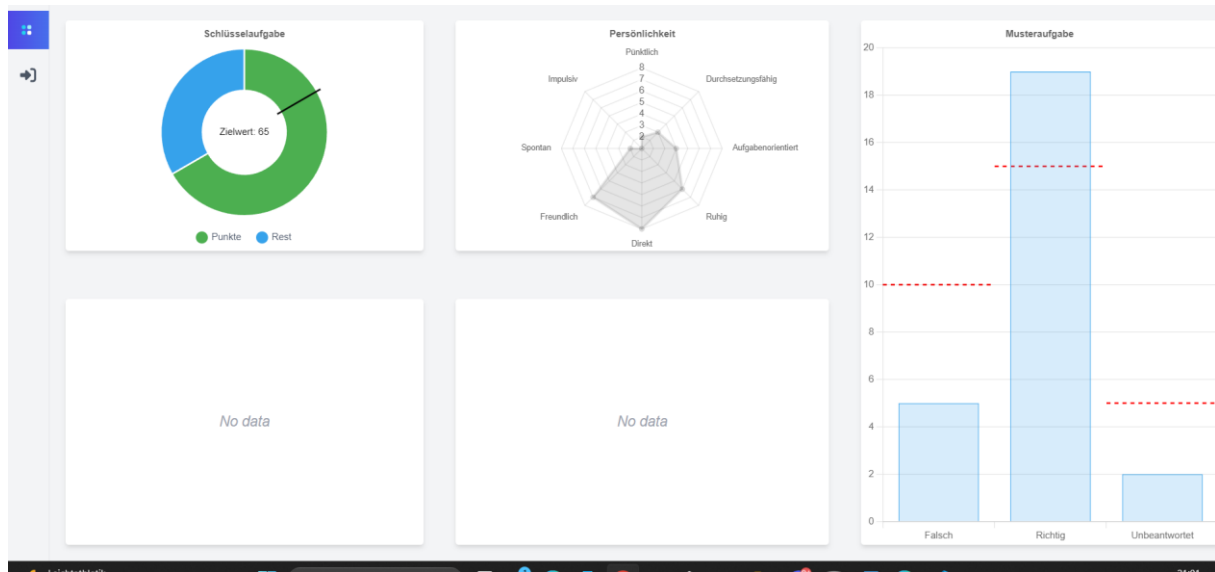 Schlüsselaufgabe
Zielwert: 65
Punkte Rest
Persönlichkeit
Pünktlich
Impulsiv
Durchsetzungsfähig
8
7
6
5
4
3
2
Spontan
Aufgabenorientiert
Freundlich
Ruhig
Direkt
Musteraufgabe
20
18
16
14
12
10
8
6
4
2
0
Falsch Richtig Unbeantwortet
No data
No data